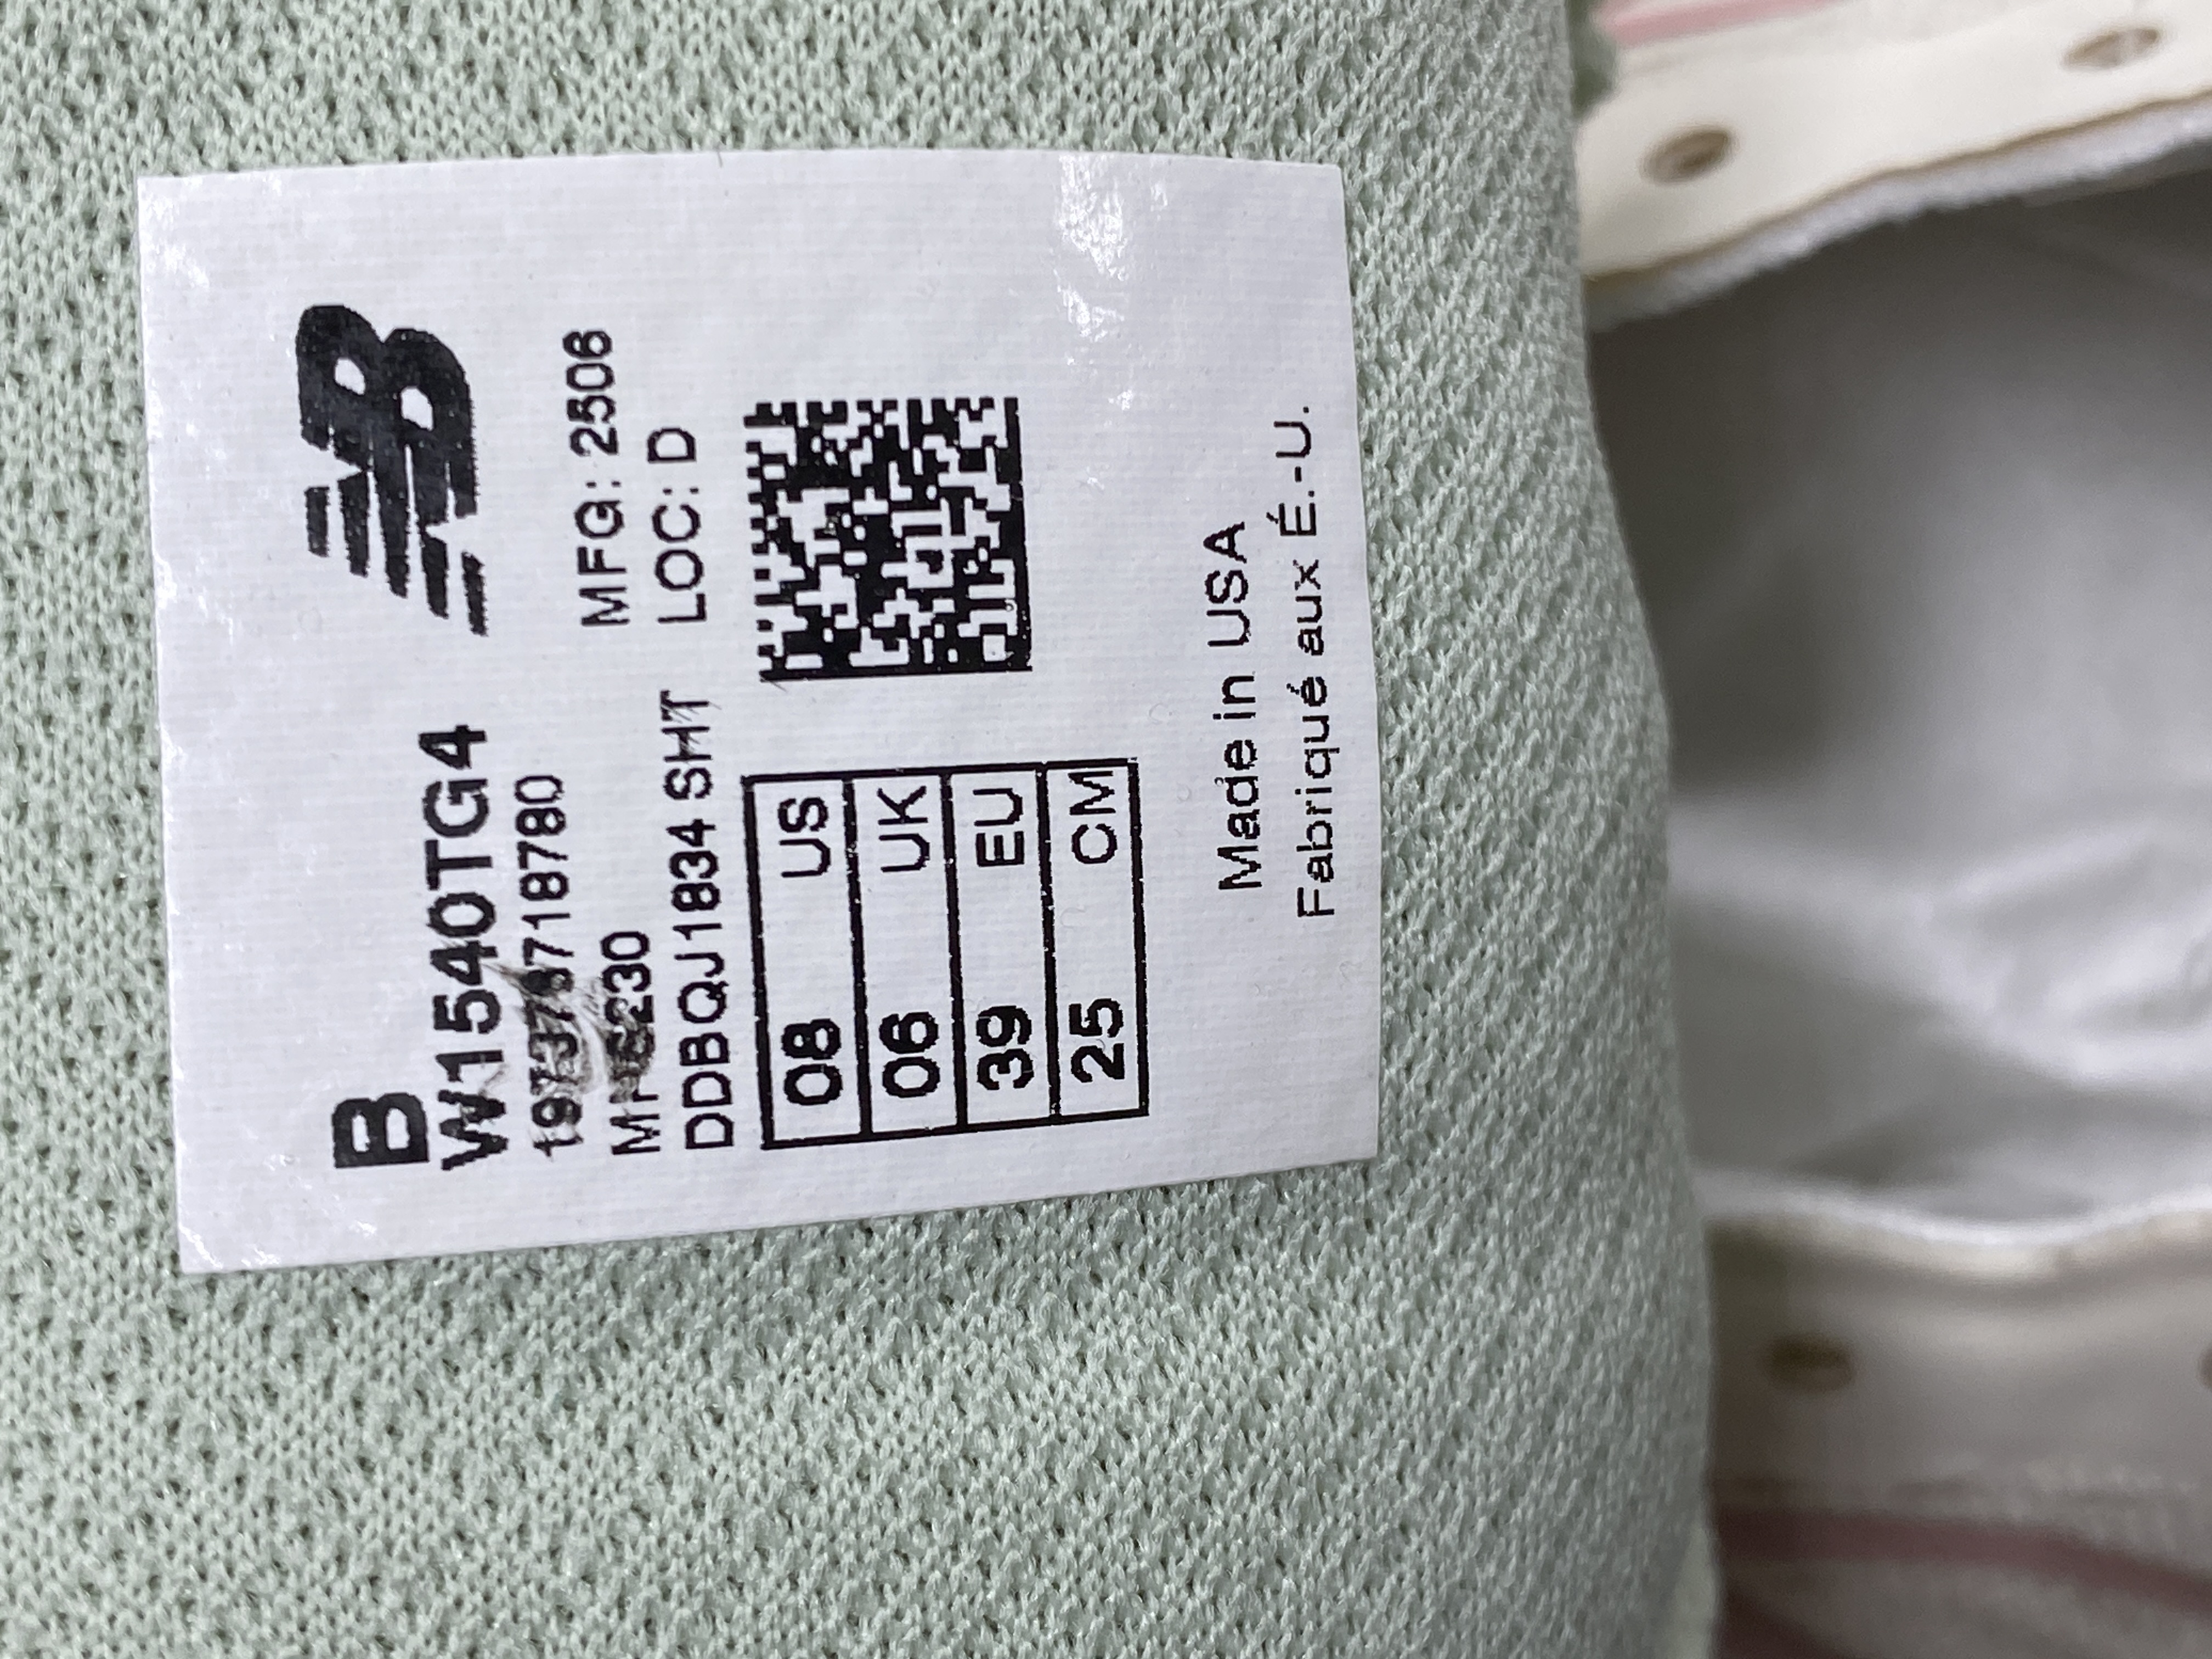 B
W1540TG4
MFG: 2506
LOC: D
DDBQJ1834 SHT
08 US
06 UK
39 EU
25 CM
Made in USA
Fabriqué aux É.-U.